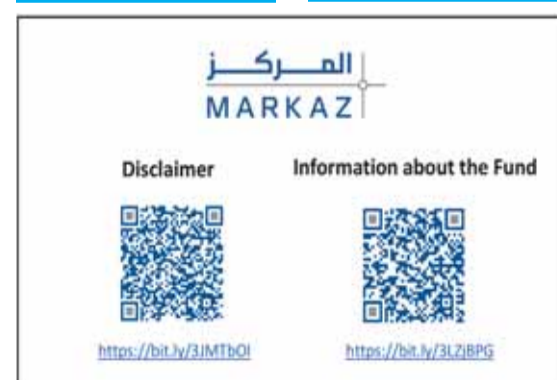 المركز
MARKAZ
Disclaimer
Information about the Fund
https://bit.ly/3JMTbOl
https://bit.ly/3LZjBPG